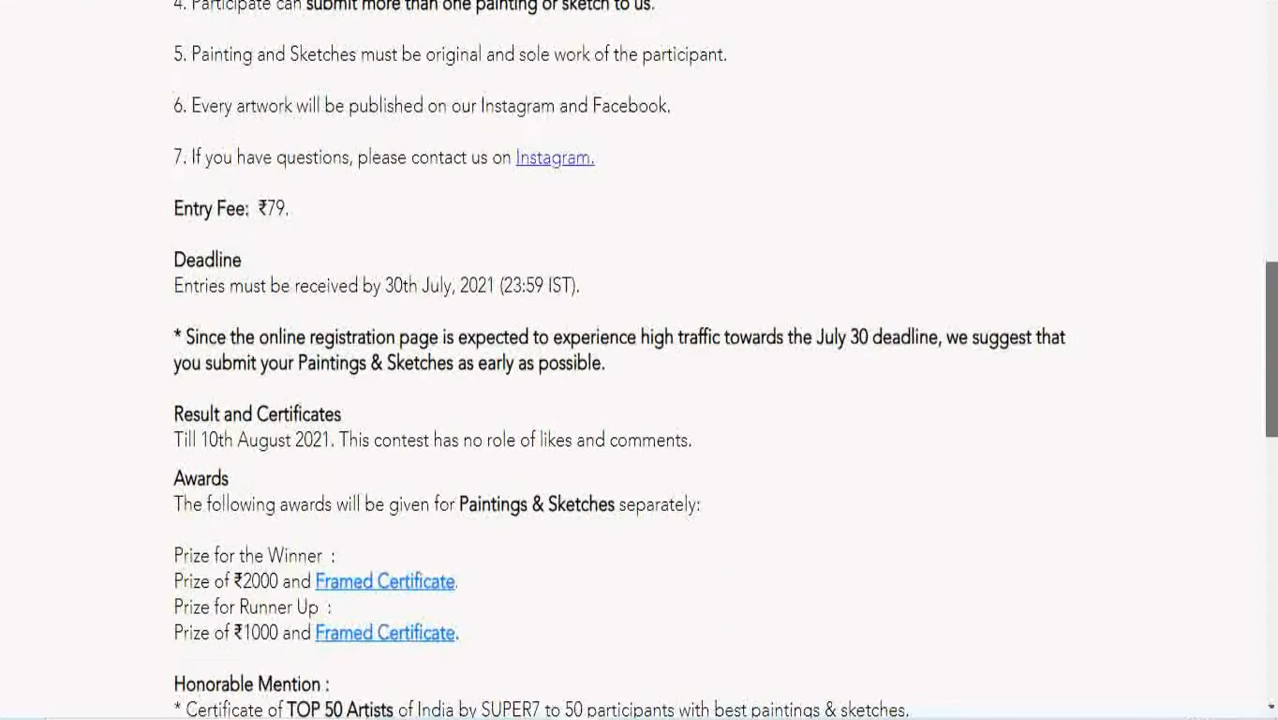 4. Participate can submit more than one painting or sketch to us.
5. Painting and Sketches must be original and sole work of the participant.
6. Every artwork will be published on our Instagram and Facebook.
7. If you have questions, please contact us on Instagram.
Entry Fee: ₹79.
Deadline
Entries must be received by 30th July, 2021 (23:59 IST).
* Since the online registration page is expected to experience high traffic towards the July 30 deadline, we suggest that
you submit your Paintings & Sketches as early as possible.
Result and Certificates
Till 10th August 2021. This contest has no role of likes and comments.
Awards
The following awards will be given for Paintings & Sketches separately:
Prize for the Winner :
Prize of ₹2000 and Framed Certificate.
Prize for Runner Up :
Prize of ₹1000 and Framed Certificate.
Honorable Mention :
* Certificate of TOP 50 Artists of India by SUPER7 to 50 participants with best paintings & sketches.